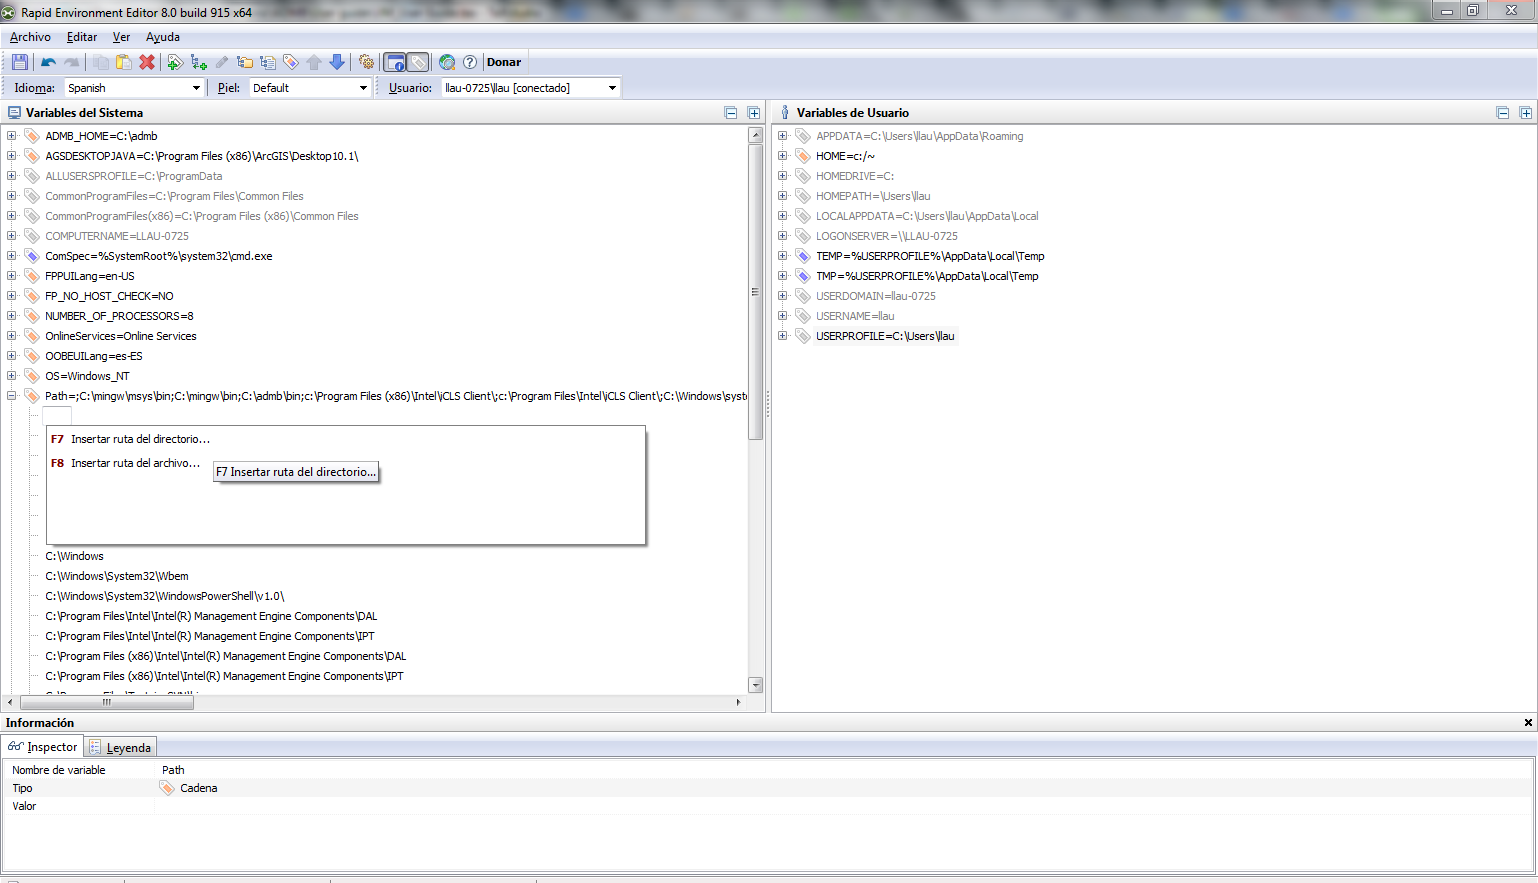 Rapid Environment Editor 8.0 build 915 x64
Archivo Editar Ver Ayuda
Donar
Idioma: Spanish Piel: Default Usuario: llau-0725\llau [conectado]
Variables del Sistema
ADMB_HOME=C:\admb
AGSDESKTOPJAVA=C:\Program Files (x86)\ArcGIS\Desktop10.1\
ALLUSERSPROFILE=C:\ProgramData
CommonProgramFiles=C:\Program Files\Common Files
CommonProgramFiles(x86)=C:\Program Files (x86)\Common Files
COMPUTERNAME=LLAU-0725
ComSpec=%SystemRoot%\system32\cmd.exe
FPPUILang=en-US
FP_NO_HOST_CHECK=NO
NUMBER_OF_PROCESSORS=8
OnlineServices=Online Services
OOBEUILang=es-ES
OS=Windows_NT
Path=;C:\mingw\msys\bin;C:\mingw\bin;C:\admb\bin;c:\Program Files (x86)\Intel\iCLS Client\;c:\Program Files\Intel\iCLS Client\;C:\Windows\syst
F7 Insertar ruta del directorio...
F8 Insertar ruta del archivo...
F7 Insertar ruta del directorio...
C:\Windows
C:\Windows\System32\Wbem
C:\Windows\System32\WindowsPowerShell\v1.0\
C:\Program Files\Intel\Intel(R) Management Engine Components\DAL
C:\Program Files\Intel\Intel(R) Management Engine Components\IPT
C:\Program Files (x86)\Intel\Intel(R) Management Engine Components\DAL
C:\Program Files (x86)\Intel\Intel(R) Management Engine Components\IPT
Variables de Usuario
APPDATA=C:\Users\llau\AppData\Roaming
HOME=c:/~
HOMEDRIVE=C:
HOMEPATH=\Users\llau
LOCALAPPDATA=C:\Users\llau\AppData\Local
LOGONSERVER=\\LLAU-0725
TEMP=%USERPROFILE%\AppData\Local\Temp
TMP=%USERPROFILE%\AppData\Local\Temp
USERDOMAIN=llau-0725
USERNAME=llau
USERPROFILE=C:\Users\llau
Información
Inspector Leyenda
Nombre de variable Path
Tipo Cadena
Valor